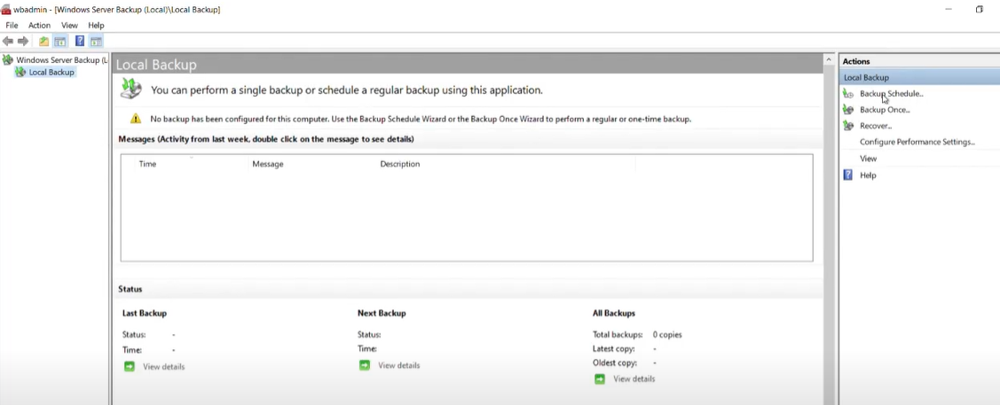 wbadmin - [Windows Server Backup (Local)\Local Backup]
File Action View Help
Windows Server Backup (L
Local Backup
Local Backup
You can perform a single backup or schedule a regular backup using this application.
No backup has been configured for this computer. Use the Backup Schedule Wizard or the Backup Once Wizard to perform a regular or one-time backup.
Messages (Activity from last week, double click on the message to see details)
Time Message Description
Status
Last Backup
Status: -
Time: -
View details
Next Backup
Status:
Time:
View details
All Backups
Total backups: 0 copies
Latest copy: -
Oldest copy: -
View details
Actions
Local Backup
Backup Schedule...
Backup Once...
Recover...
Configure Performance Settings...
View
Help